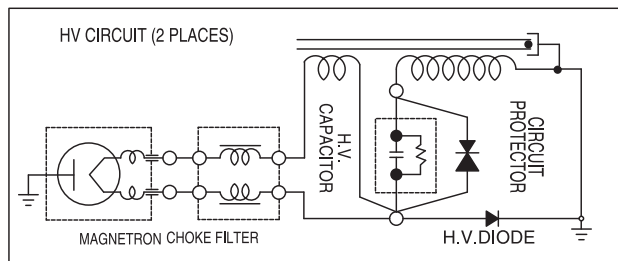 HV CIRCUIT (2 PLACES)
H.V.
CAPACITOR
CIRCUIT
PROTECTOR
MAGNETRON CHOKE FILTER
H.V.DIODE